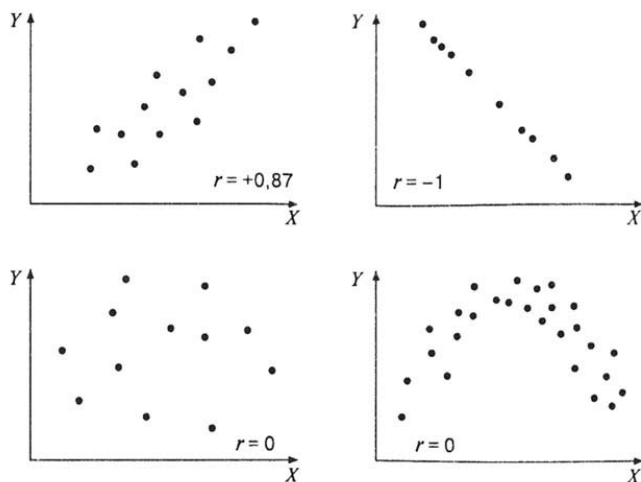 Y
r = +0,87
X
Y
r = −1
X
Y
r = 0
X
Y
r = 0
X